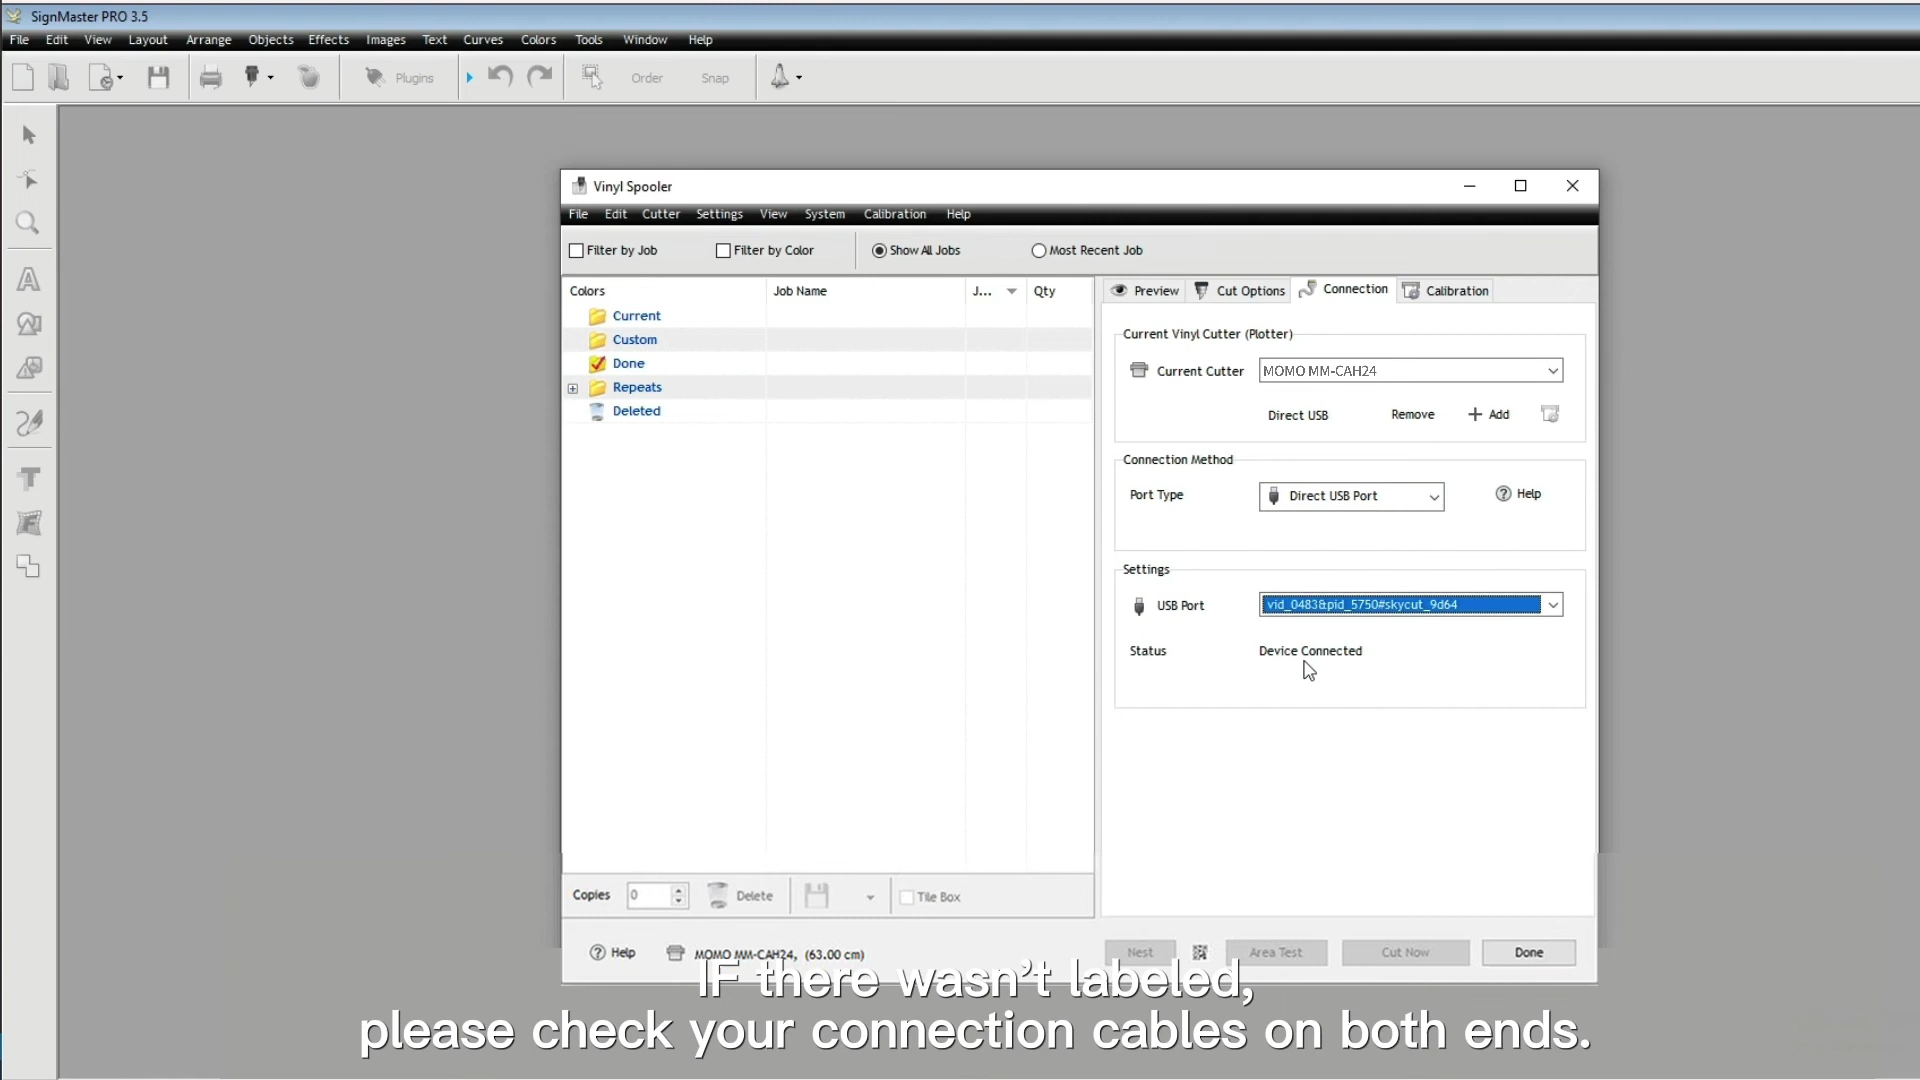 SignMaster PRO 3.5
File Edit View Layout Arrange Objects Effects Images Text Curves Colors Tools Window Help
Plugins Order Snap
Vinyl Spooler
File Edit Cutter Settings View System Calibration Help
Filter by Job Filter by Color Show All Jobs Most Recent Job
Colors Job Name J... Qty
Current
Custom
Done
Repeats
Deleted
Preview Cut Options Connection Calibration
Current Vinyl Cutter (Plotter)
Current Cutter MOMO MM-CAH24
Direct USB Remove + Add
Connection Method
Port Type Direct USB Port ? Help
Settings
USB Port vid_0483&pid_5750#skycut_9d64
Status Device Connected
Copies 0 Delete Tile Box
? Help MOMO MM-CAH24, (63.00 cm) Nest Area Test Cut Now Done
IF there wasn't labeled,
please check your connection cables on both ends.